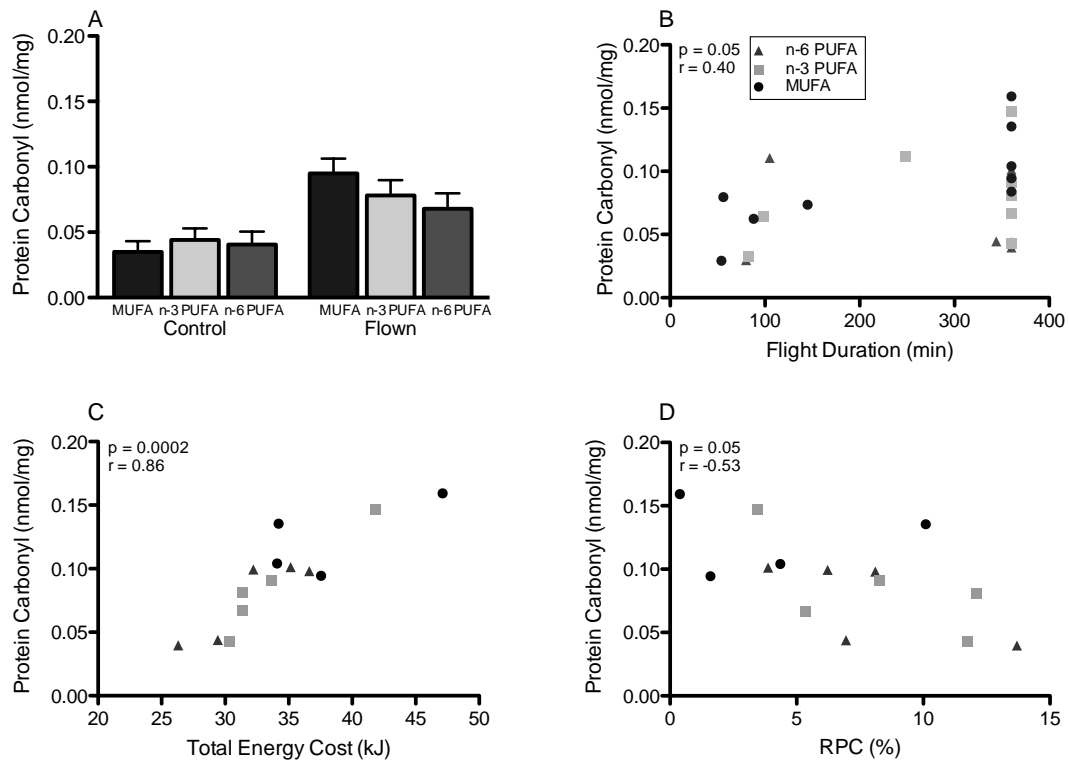 A
0.20
0.15
0.10
0.05
0.00
Protein Carbonyl (nmol/mg)
MUFA n-3 PUFA n-6 PUFA MUFA n-3 PUFA n-6 PUFA
Control Flown
B
p = 0.05
r = 0.40
n-6 PUFA
n-3 PUFA
MUFA
0.20
0.15
0.10
0.05
0.00
Protein Carbonyl (nmol/mg)
0 100 200 300 400
Flight Duration (min)
C
p = 0.0002
r = 0.86
0.20
0.15
0.10
0.05
0.00
Protein Carbonyl (nmol/mg)
20 25 30 35 40 45 50
Total Energy Cost (kJ)
D
p = 0.05
r = -0.53
0.20
0.15
0.10
0.05
0.00
Protein Carbonyl (nmol/mg)
0 5 10 15
RPC (%)